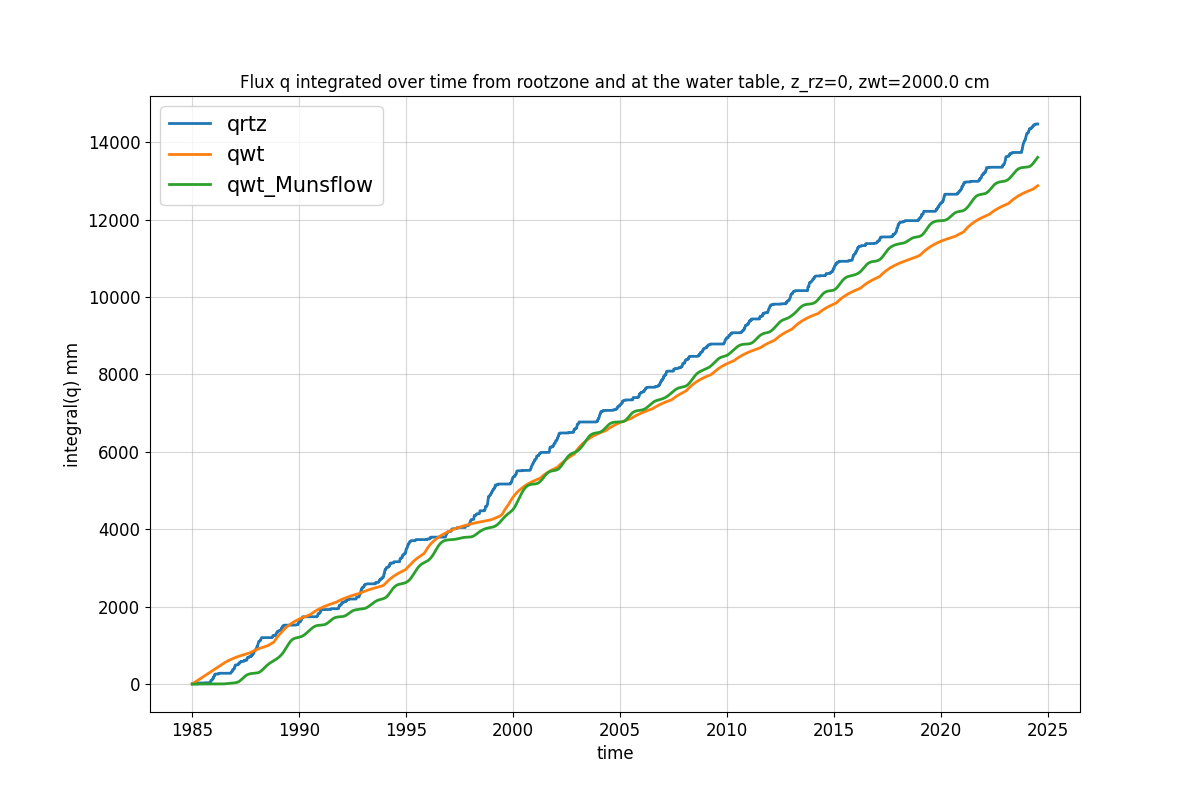 Flux q integrated over time from rootzone and at the water table, z_rz=0, zwt=2000.0 cm
qrtz
qwt
qwt_Munsflow
14000
12000
10000
8000
6000
4000
2000
0
integral(q) mm
1985 1990 1995 2000 2005 2010 2015 2020 2025
time